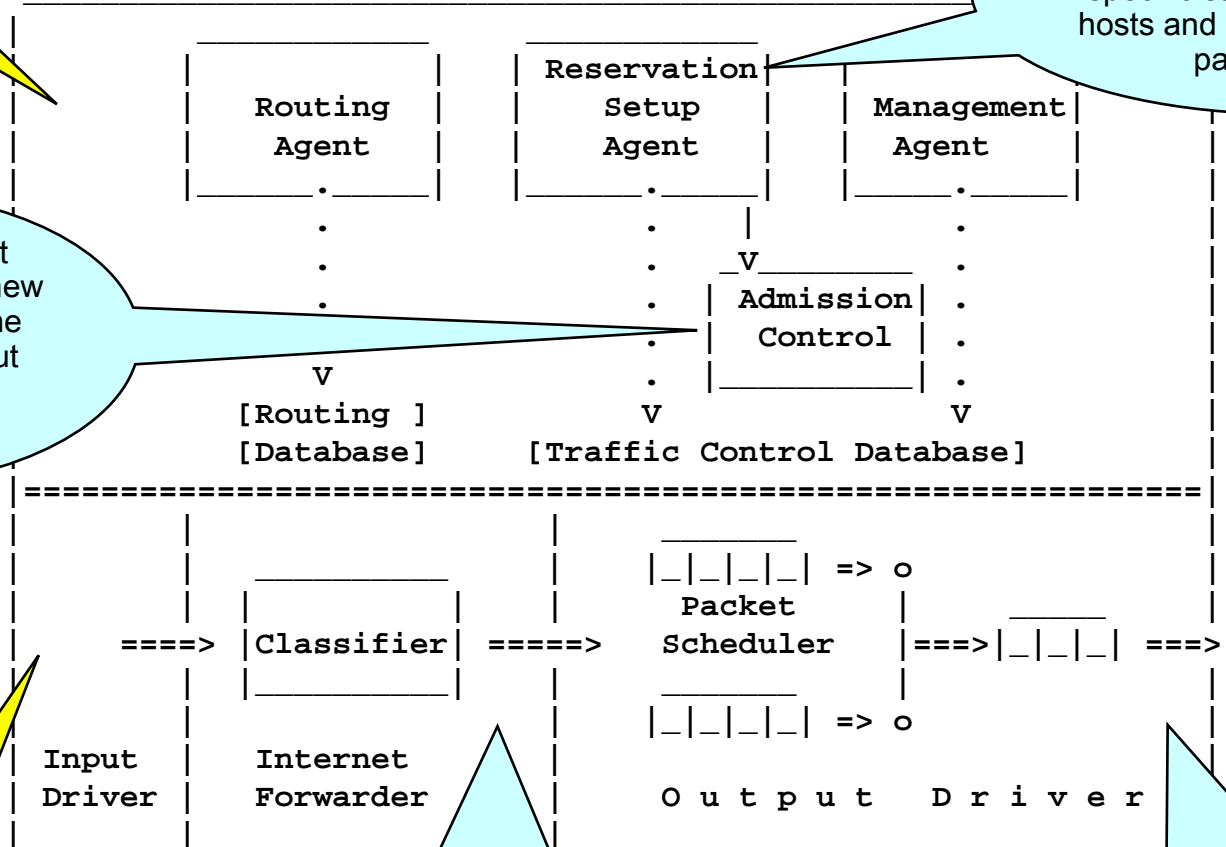 hosts and
Reservation
Routing Setup Management
Agent Agent Agent
Admission
Control
V
V
[Routing ] V V
[Database] [Traffic Control Database]
=> o
Packet
====> Classifier =====> Scheduler ===> ===>
=> o
Input Internet
Driver Forwarder O u t p u t D r i v e r